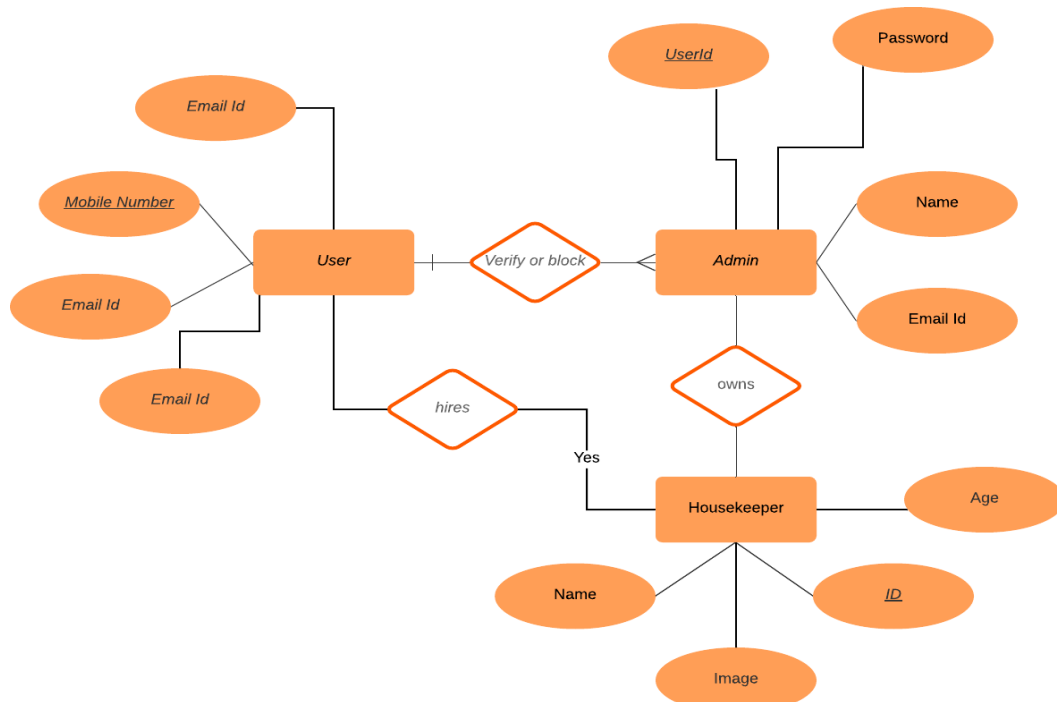 Password
UserId
Email Id
Mobile Number
Name
User
Verify or block
Admin
Email Id
Email Id
Email Id
owns
hires
Yes
Age
Housekeeper
Name
ID
Image